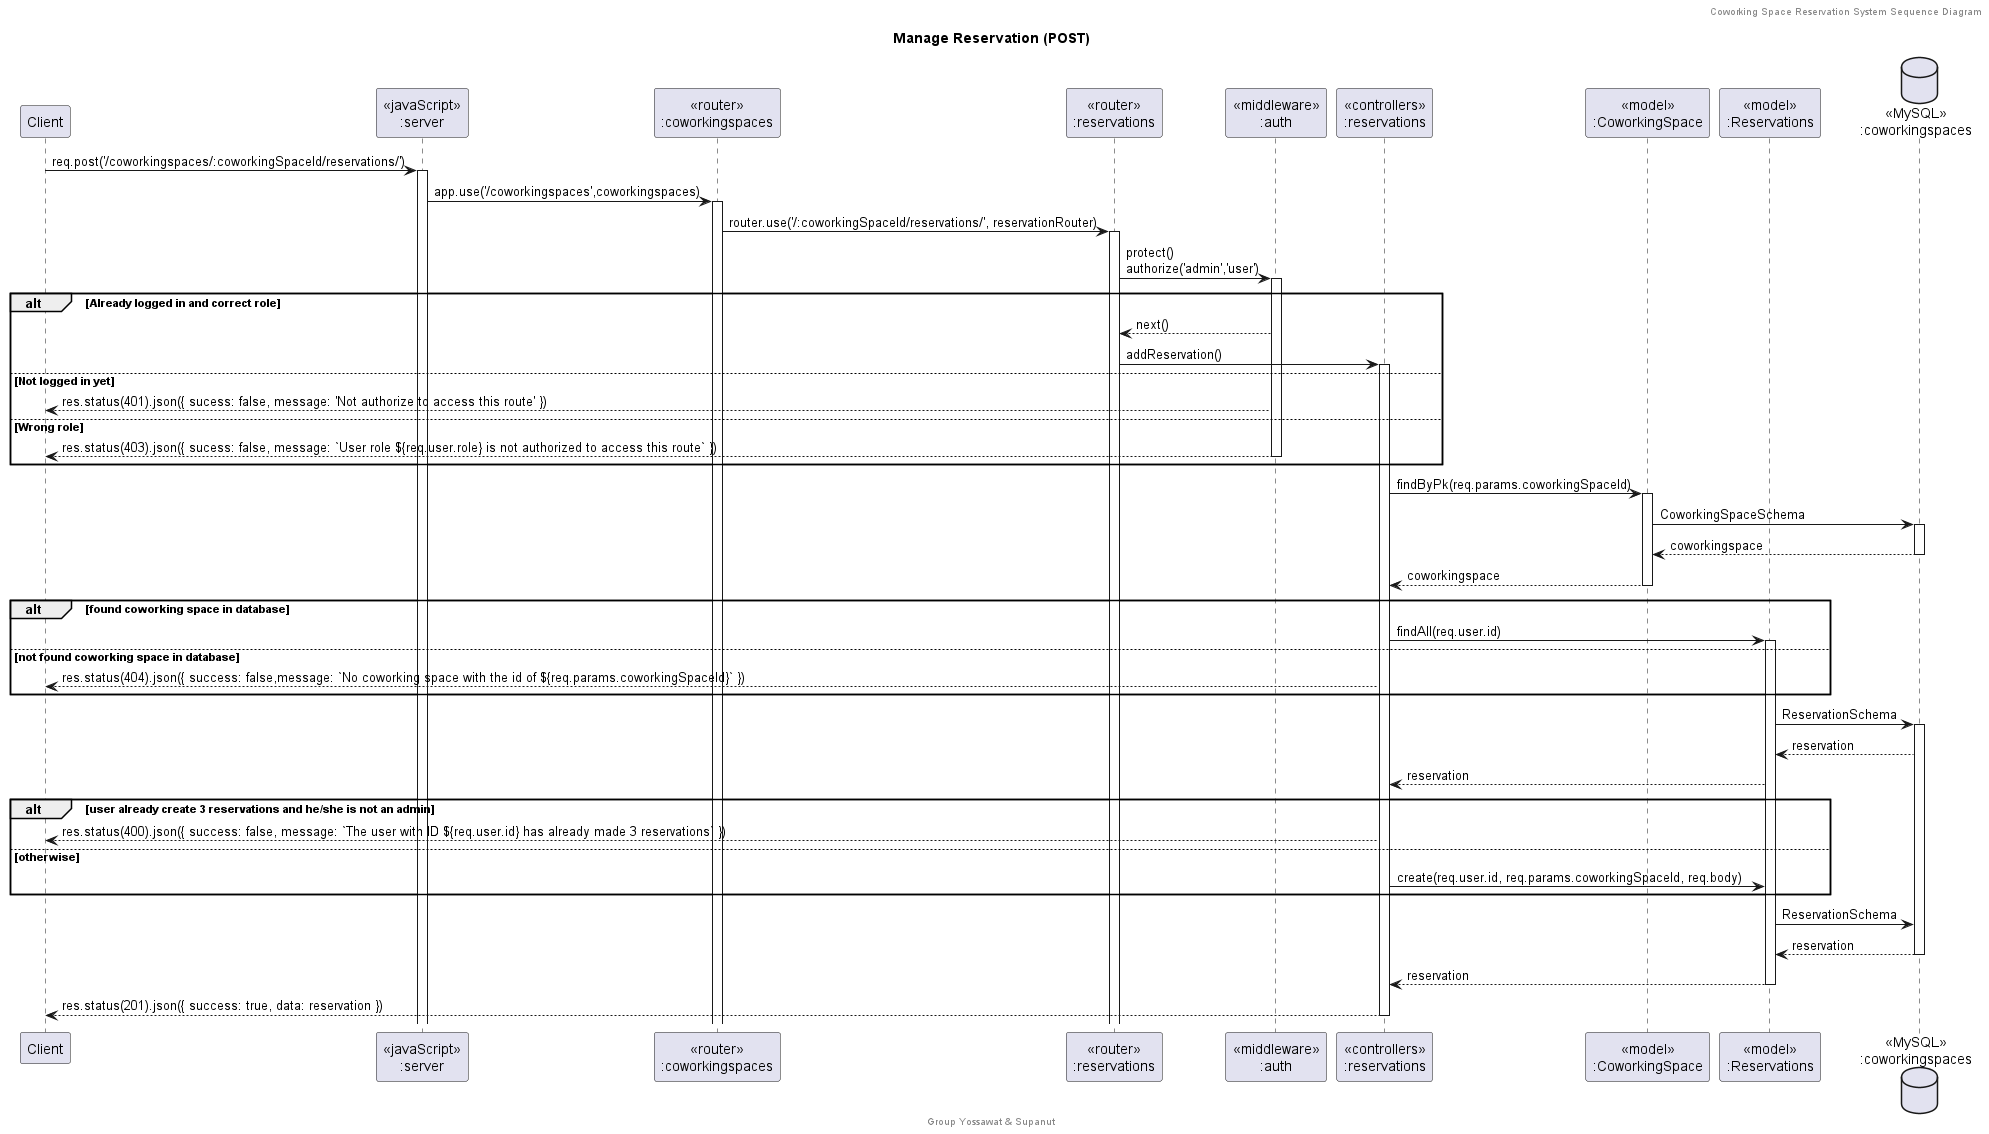 Coworking Space Reservation System Sequence Diagram
Manage Reservation (POST)
Client
«javaScript»
:server
«router»
:coworkingspaces
«router»
:reservations
«middleware»
:auth
«controllers»
:reservations
«model»
:CoworkingSpace
«model»
:Reservations
«MySQL»
:coworkingspaces
req.post('/coworkingspaces/:coworkingSpaceId/reservations/')
app.use('/coworkingspaces',coworkingspaces)
router.use('/:coworkingSpaceId/reservations/', reservationRouter)
protect()
authorize('admin','user')
alt [Already logged in and correct role]
next()
addReservation()
[Not logged in yet]
res.status(401).json({ sucess: false, message: 'Not authorize to access this route' })
[Wrong role]
res.status(403).json({ sucess: false, message: `User role ${req.user.role} is not authorized to access this route` })
findByPk(req.params.coworkingSpaceId)
CoworkingSpaceSchema
coworkingspace
coworkingspace
alt [found coworking space in database]
findAll(req.user.id)
[not found coworking space in database]
res.status(404).json({ success: false,message: `No coworking space with the id of ${req.params.coworkingSpaceId}` })
ReservationSchema
reservation
reservation
alt [user already create 3 reservations and he/she is not an admin]
res.status(400).json({ success: false, message: `The user with ID ${req.user.id} has already made 3 reservations` })
[otherwise]
create(req.user.id, req.params.coworkingSpaceId, req.body)
ReservationSchema
reservation
reservation
res.status(201).json({ success: true, data: reservation })
Client
«javaScript»
:server
«router»
:coworkingspaces
«router»
:reservations
«middleware»
:auth
«controllers»
:reservations
«model»
:CoworkingSpace
«model»
:Reservations
«MySQL»
:coworkingspaces
Group Yossawat & Supanut